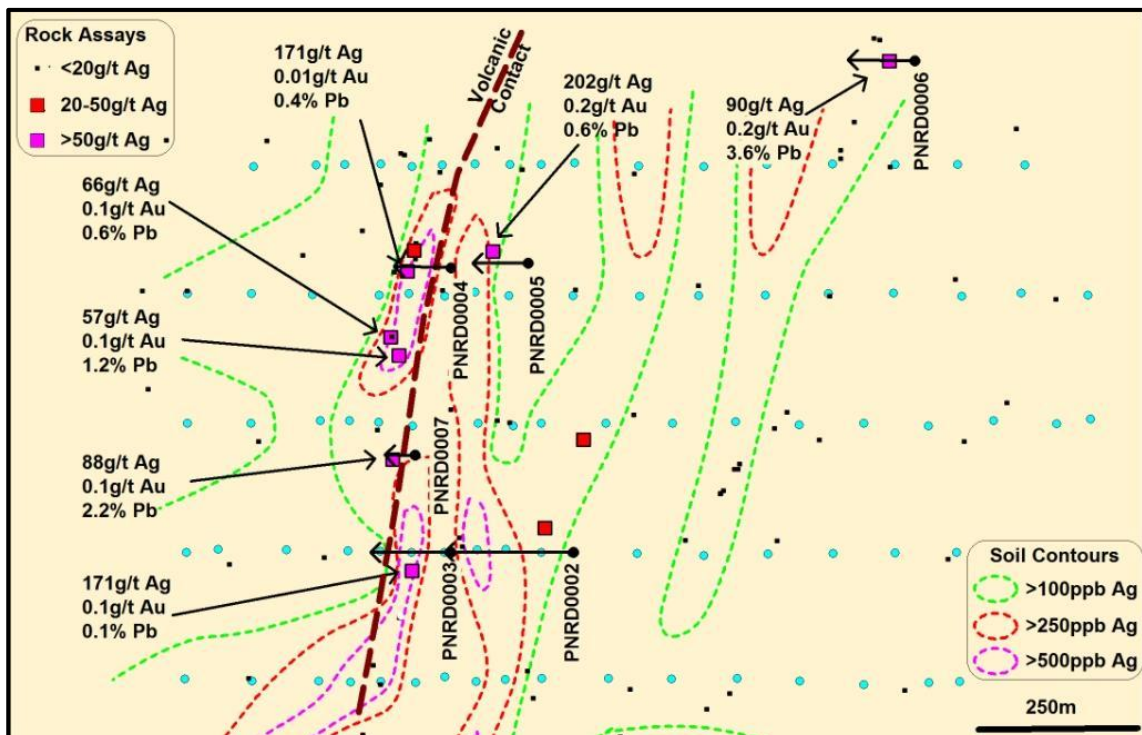 Rock Assays
<20g/t Ag
20-50g/t Ag
>50g/t Ag
171g/t Ag
0.01g/t Au
0.4% Pb
Volcanic
Contact
202g/t Ag
0.2g/t Au
0.6% Pb
90g/t Ag
0.2g/t Au
3.6% Pb
PNRD0006
66g/t Ag
0.1g/t Au
0.6% Pb
57g/t Ag
0.1g/t Au
1.2% Pb
PNRD0004
PNRD0005
88g/t Ag
0.1g/t Au
2.2% Pb
PNRD0007
171g/t Ag
0.1g/t Au
0.1% Pb
PNRD0003
PNRD0002
Soil Contours
>100ppb Ag
>250ppb Ag
>500ppb Ag
250m